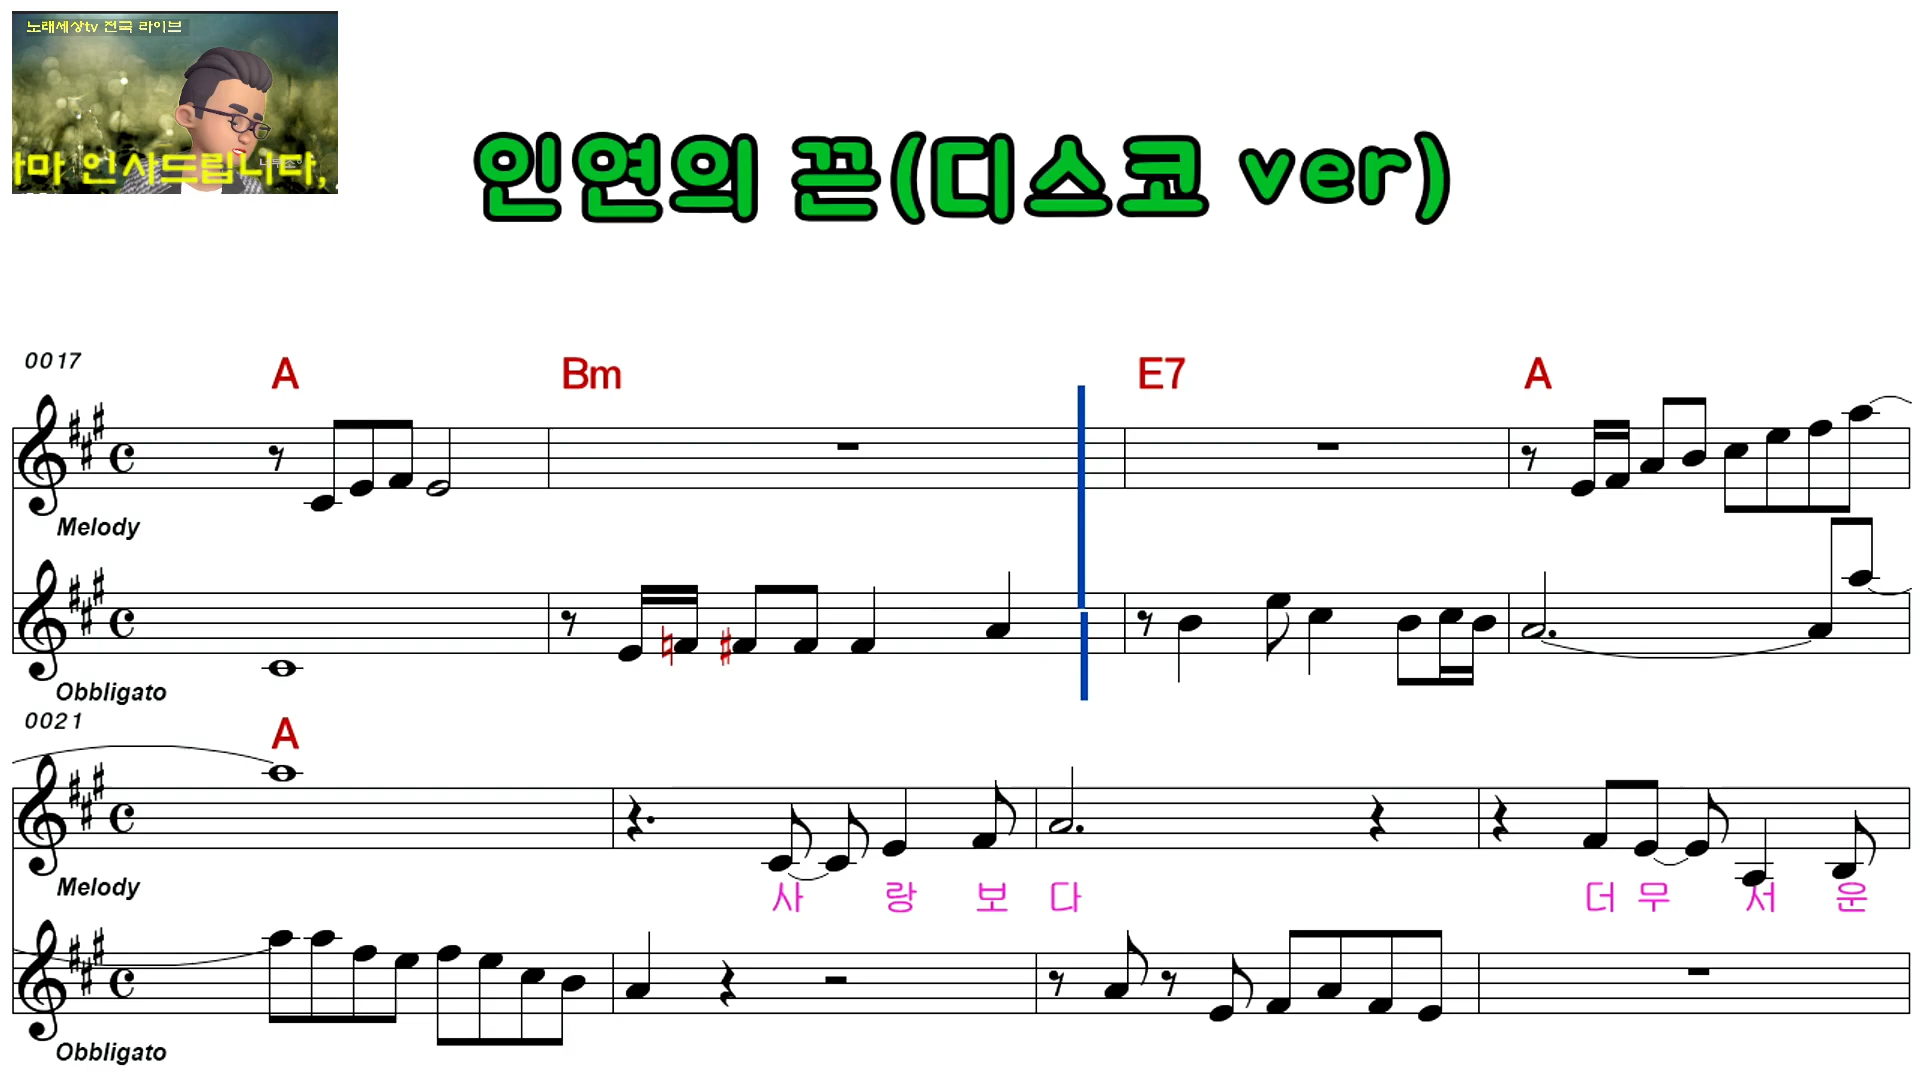 노래세상tv 전국 라이브
마 인사드립니다,
인연의 끈(디스코 ver)
0017
A Bm E7 A
Melody
Obbligato
0021
A
Melody
사 랑 보 다 더 무 서 운
Obbligato